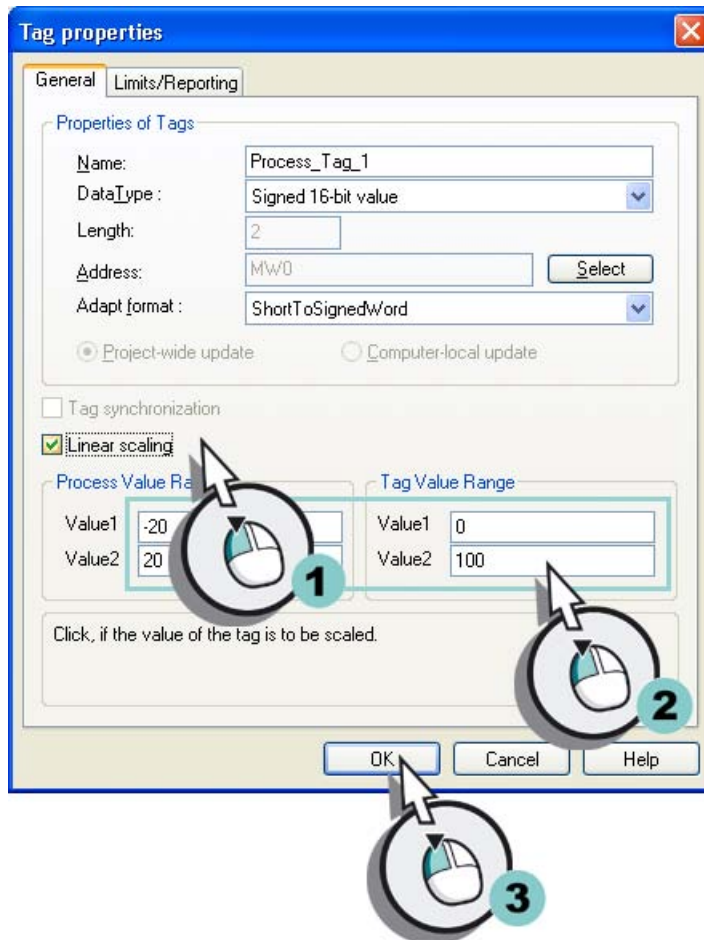 Tag properties
General Limits/Reporting
Properties of Tags
Name: Process_Tag_1
DataType : Signed 16-bit value
Length: 2
Address: MW0 Select
Adapt format : ShortToSignedWord
Project-wide update Computer-local update
Tag synchronization
Linear scaling
Process Value Tag Value Range
Value1 -20 Value1 0
Value2 20 Value2 100
1
Click, if the value of the tag is to be scaled.
2
OK Cancel Help
3